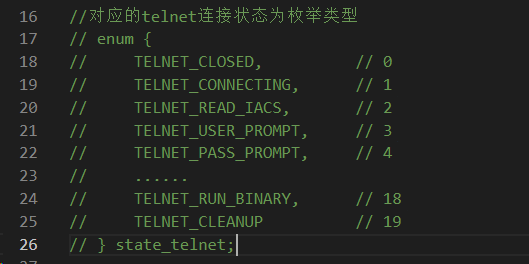 16 //对应的telnet连接状态为枚举类型
17 // enum {
18 //     TELNET_CLOSED,          // 0
19 //     TELNET_CONNECTING,      // 1
20 //     TELNET_READ_IACS,       // 2
21 //     TELNET_USER_PROMPT,     // 3
22 //     TELNET_PASS_PROMPT,     // 4
23 //     ......
24 //     TELNET_RUN_BINARY,      // 18
25 //     TELNET_CLEANUP          // 19
26 // } state_telnet;